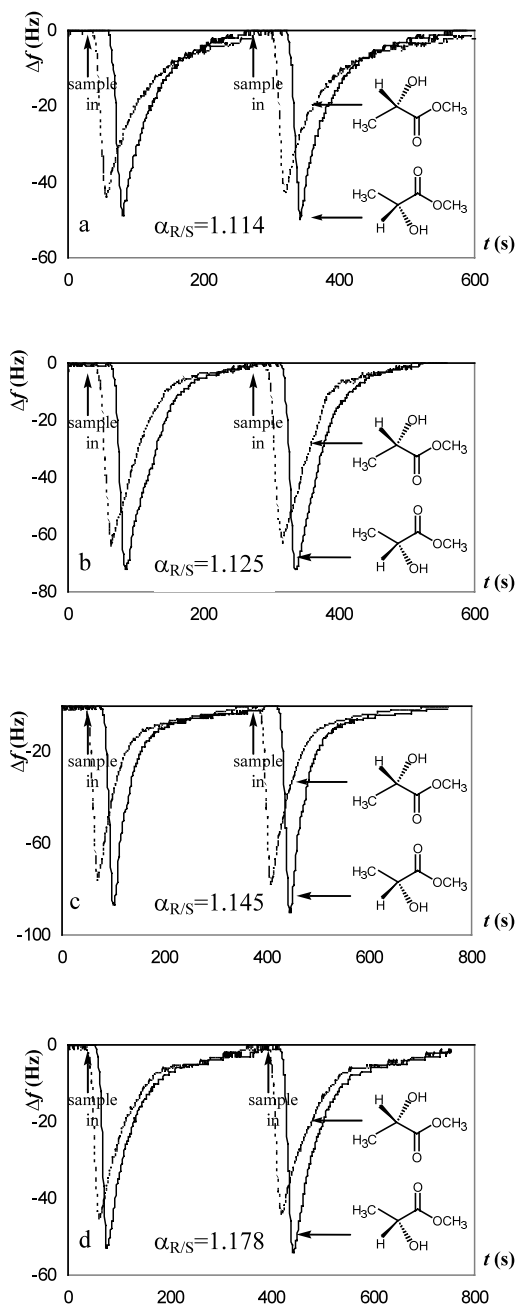 Δf (Hz)
0
-20
-40
-60
sample
in
sample
in
H OH
H₃C OCH₃
O
O
H₃C OCH₃
H OH
a α_R/S=1.114
t (s)
0 200 400 600
Δf (Hz)
0
-20
-40
-60
-80
sample
in
sample
in
H OH
H₃C OCH₃
O
O
H₃C OCH₃
H OH
b α_R/S=1.125
t (s)
0 200 400 600
Δf (Hz)
-20
-60
-100
sample
in
sample
in
H OH
H₃C OCH₃
O
O
H₃C OCH₃
H OH
c α_R/S=1.145
t (s)
0 200 400 600 800
Δf (Hz)
0
-20
-40
-60
sample
in
sample
in
H OH
H₃C OCH₃
O
O
H₃C OCH₃
H OH
d α_R/S=1.178
t (s)
0 200 400 600 800